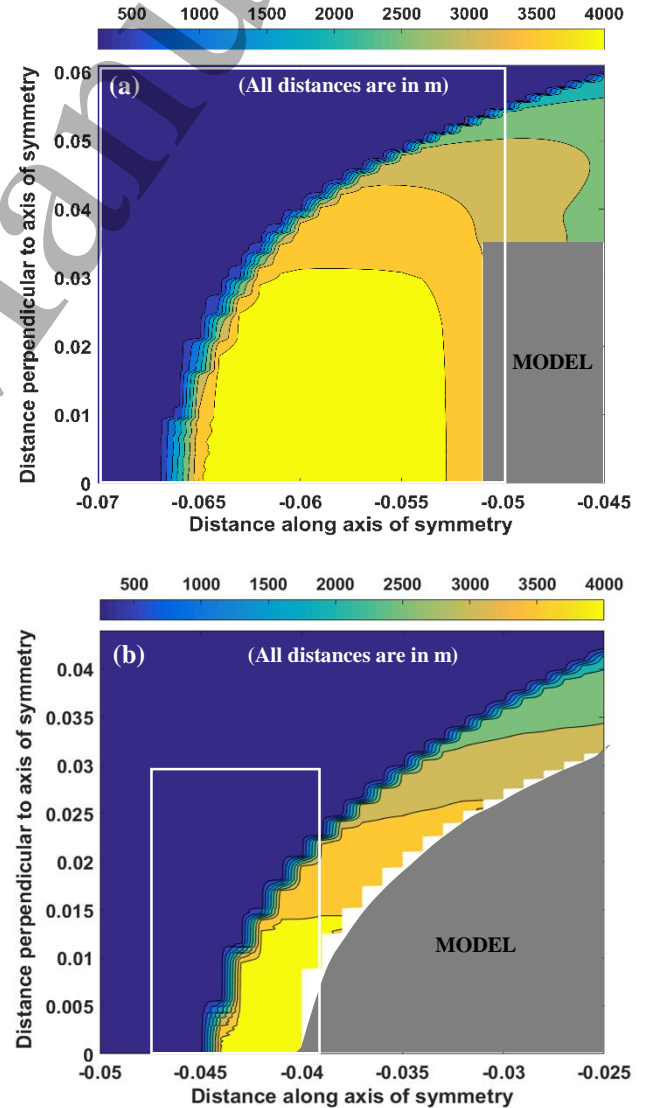 500 1000 1500 2000 2500 3000 3500 4000
(a) (All distances are in m)
Distance perpendicular to axis of symmetry
0.06
0.05
0.04
0.03
0.02
0.01
0
MODEL
-0.07 -0.065 -0.06 -0.055 -0.05 -0.045
Distance along axis of symmetry
500 1000 1500 2000 2500 3000 3500 4000
(b) (All distances are in m)
Distance perpendicular to axis of symmetry
0.04
0.035
0.03
0.025
0.02
0.015
0.01
0.005
0
MODEL
-0.05 -0.045 -0.04 -0.035 -0.03 -0.025
Distance along axis of symmetry